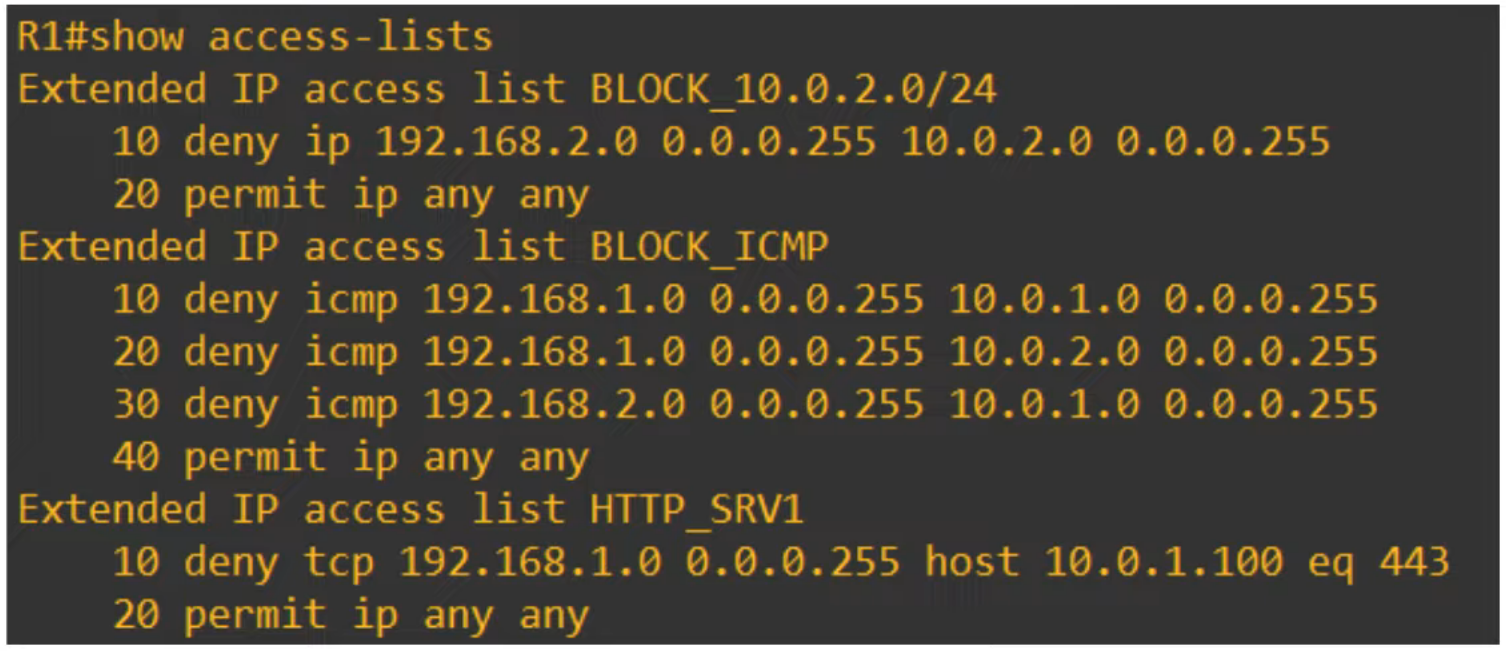 R1#show access-lists
Extended IP access list BLOCK_10.0.2.0/24
    10 deny ip 192.168.2.0 0.0.0.255 10.0.2.0 0.0.0.255
    20 permit ip any any
Extended IP access list BLOCK_ICMP
    10 deny icmp 192.168.1.0 0.0.0.255 10.0.1.0 0.0.0.255
    20 deny icmp 192.168.1.0 0.0.0.255 10.0.2.0 0.0.0.255
    30 deny icmp 192.168.2.0 0.0.0.255 10.0.1.0 0.0.0.255
    40 permit ip any any
Extended IP access list HTTP_SRV1
    10 deny tcp 192.168.1.0 0.0.0.255 host 10.0.1.100 eq 443
    20 permit ip any any